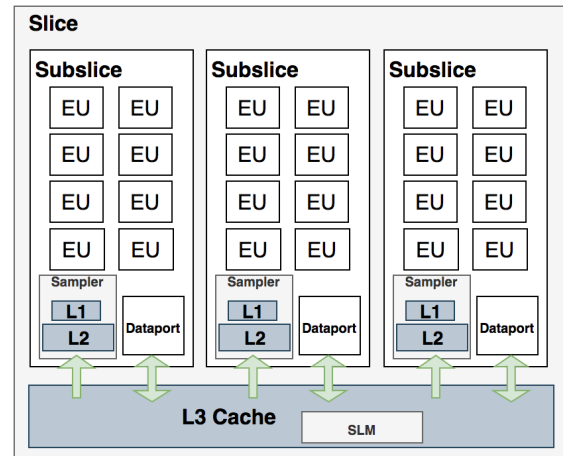 Slice
Subslice Subslice Subslice
EU EU EU EU EU EU
EU EU EU EU EU EU
EU EU EU EU EU EU
EU EU EU EU EU EU
Sampler Sampler Sampler
L1 L1 L1
L2 Dataport L2 Dataport L2 Dataport
L3 Cache
SLM